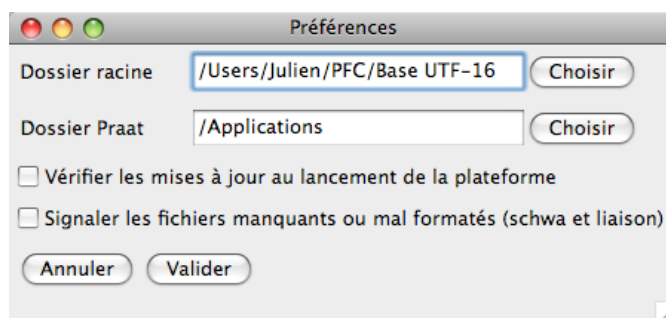 Préférences
Dossier racine /Users/Julien/PFC/Base UTF-16 Choisir
Dossier Praat /Applications Choisir
Vérifier les mises à jour au lancement de la plateforme
Signaler les fichiers manquants ou mal formatés (schwa et liaison)
Annuler Valider